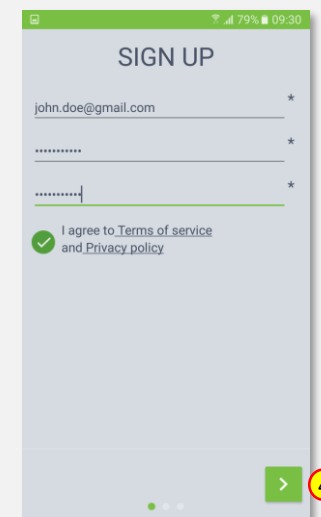 79% 09:30
SIGN UP
john.doe@gmail.com
*
•••••••••••
*
•••••••••••
*
I agree to Terms of service
and Privacy policy
>